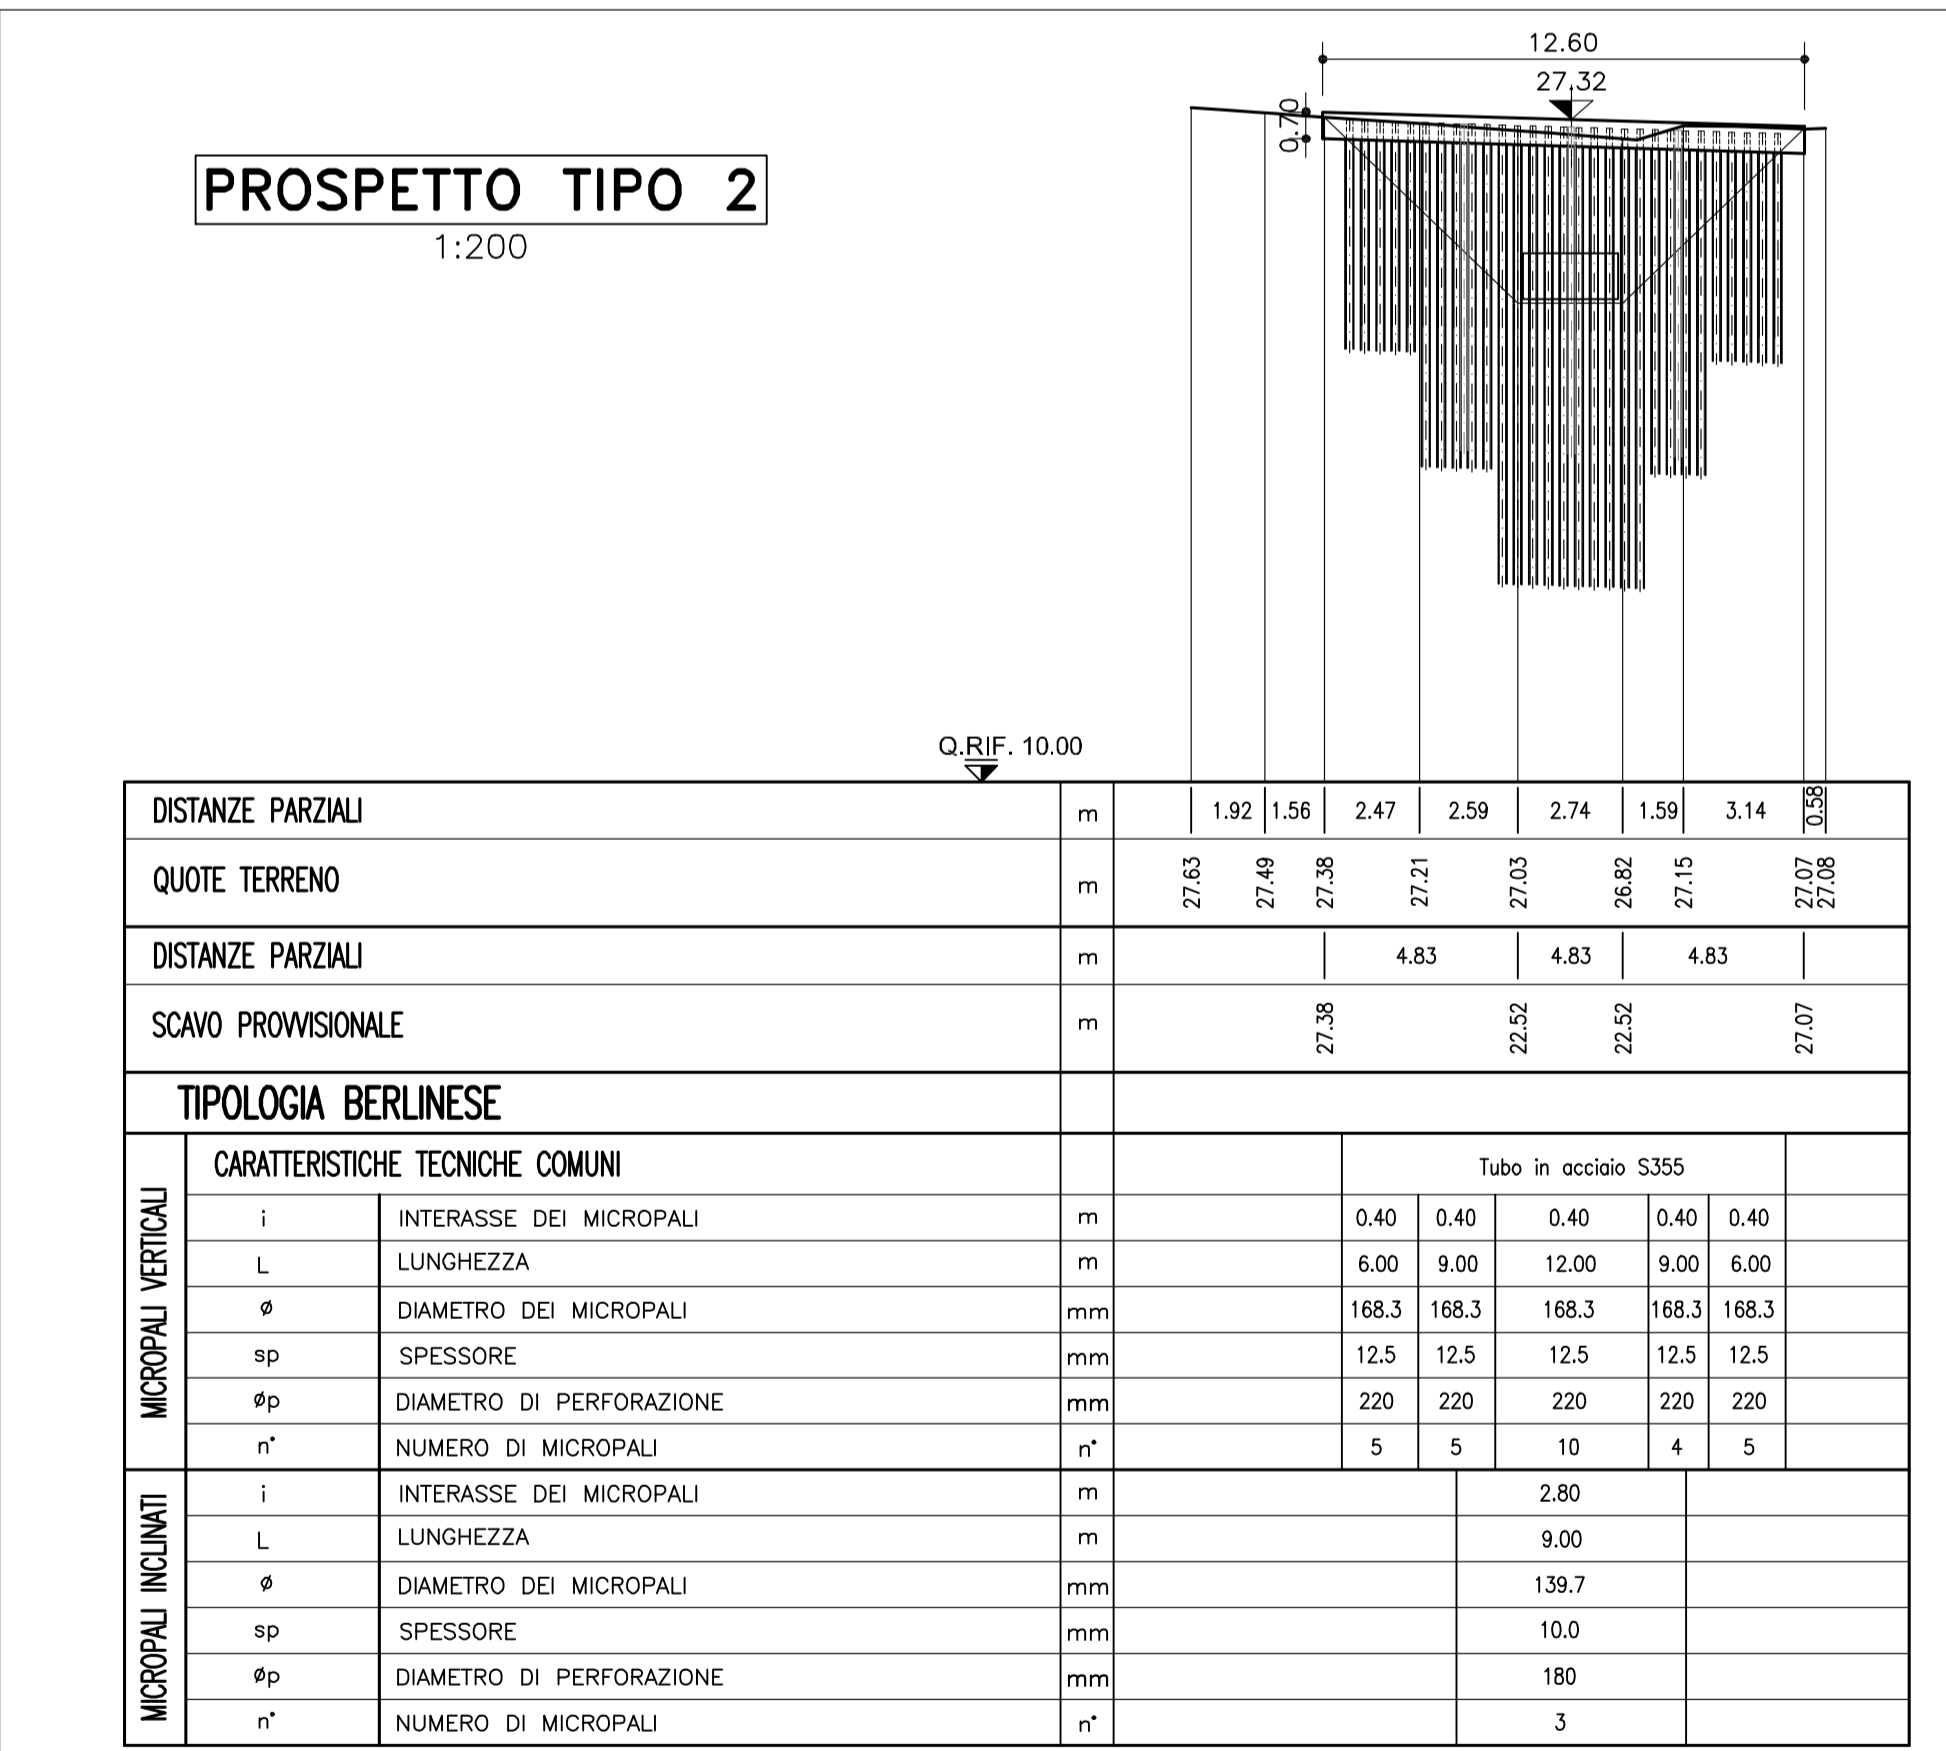 12.60
27.32
0.70
PROSPETTO TIPO 2
1:200
Q.RIF. 10.00
DISTANZE PARZIALI m 1.92 1.56 2.47 2.59 2.74 1.59 3.14 0.58
QUOTE TERRENO m 27.63 27.49 27.38 27.21 27.03 26.82 27.15 27.07 27.08
DISTANZE PARZIALI m 4.83 4.83 4.83
SCAVO PROVVISIONALE m 27.38 22.52 22.52 27.07
TIPOLOGIA BERLINESE
MICROPALI VERTICALI
CARATTERISTICHE TECNICHE COMUNI Tubo in acciaio S355
i INTERASSE DEI MICROPALI m 0.40 0.40 0.40 0.40 0.40
L LUNGHEZZA m 6.00 9.00 12.00 9.00 6.00
ø DIAMETRO DEI MICROPALI mm 168.3 168.3 168.3 168.3 168.3
sp SPESSORE mm 12.5 12.5 12.5 12.5 12.5
øp DIAMETRO DI PERFORAZIONE mm 220 220 220 220 220
n° NUMERO DI MICROPALI n° 5 5 10 4 5
MICROPALI INCLINATI
i INTERASSE DEI MICROPALI m 2.80
L LUNGHEZZA m 9.00
ø DIAMETRO DEI MICROPALI mm 139.7
sp SPESSORE mm 10.0
øp DIAMETRO DI PERFORAZIONE mm 180
n° NUMERO DI MICROPALI n° 3